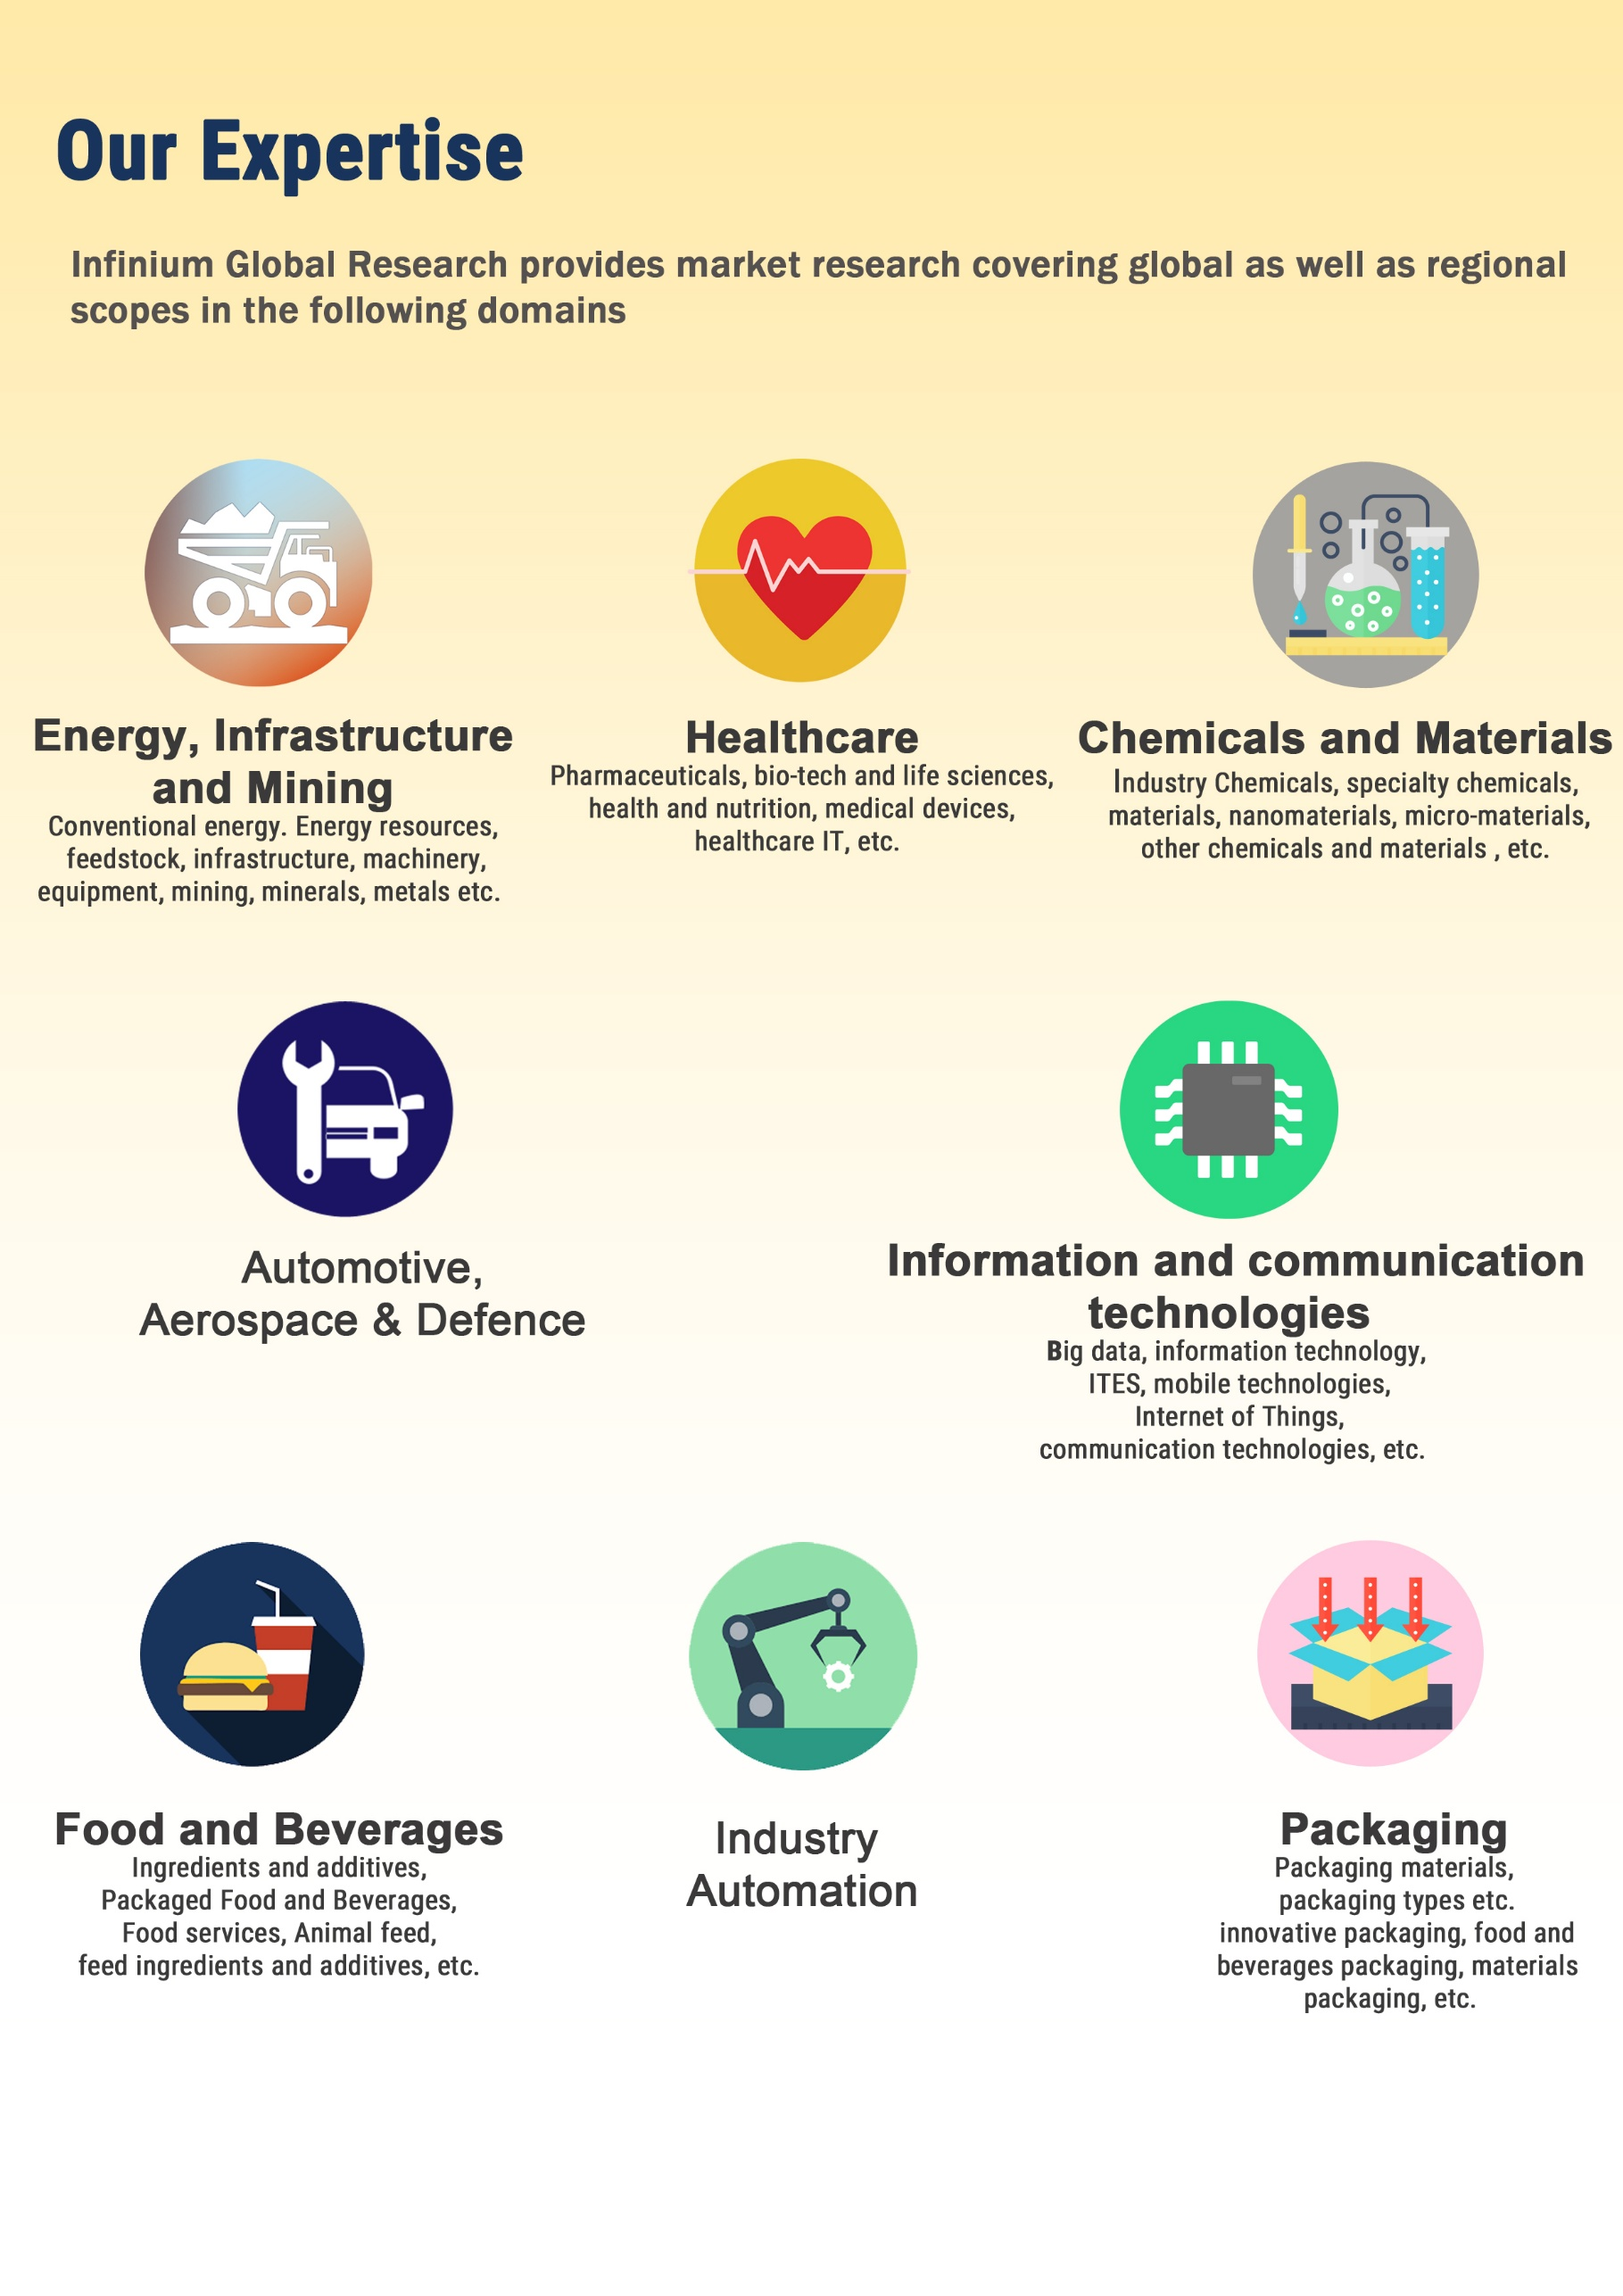 Our Expertise
Infinium Global Research provides market research covering global as well as regional
scopes in the following domains
Energy, Infrastructure
and Mining
Conventional energy. Energy resources,
feedstock, infrastructure, machinery,
equipment, mining, minerals, metals etc.
Healthcare
Pharmaceuticals, bio-tech and life sciences,
health and nutrition, medical devices,
healthcare IT, etc.
Chemicals and Materials
Industry Chemicals, specialty chemicals,
materials, nanomaterials, micro-materials,
other chemicals and materials , etc.
Automotive,
Aerospace & Defence
Information and communication
technologies
Big data, information technology,
ITES, mobile technologies,
Internet of Things,
communication technologies, etc.
Food and Beverages
Ingredients and additives,
Packaged Food and Beverages,
Food services, Animal feed,
feed ingredients and additives, etc.
Industry
Automation
Packaging
Packaging materials,
packaging types etc.
innovative packaging, food and
beverages packaging, materials
packaging, etc.